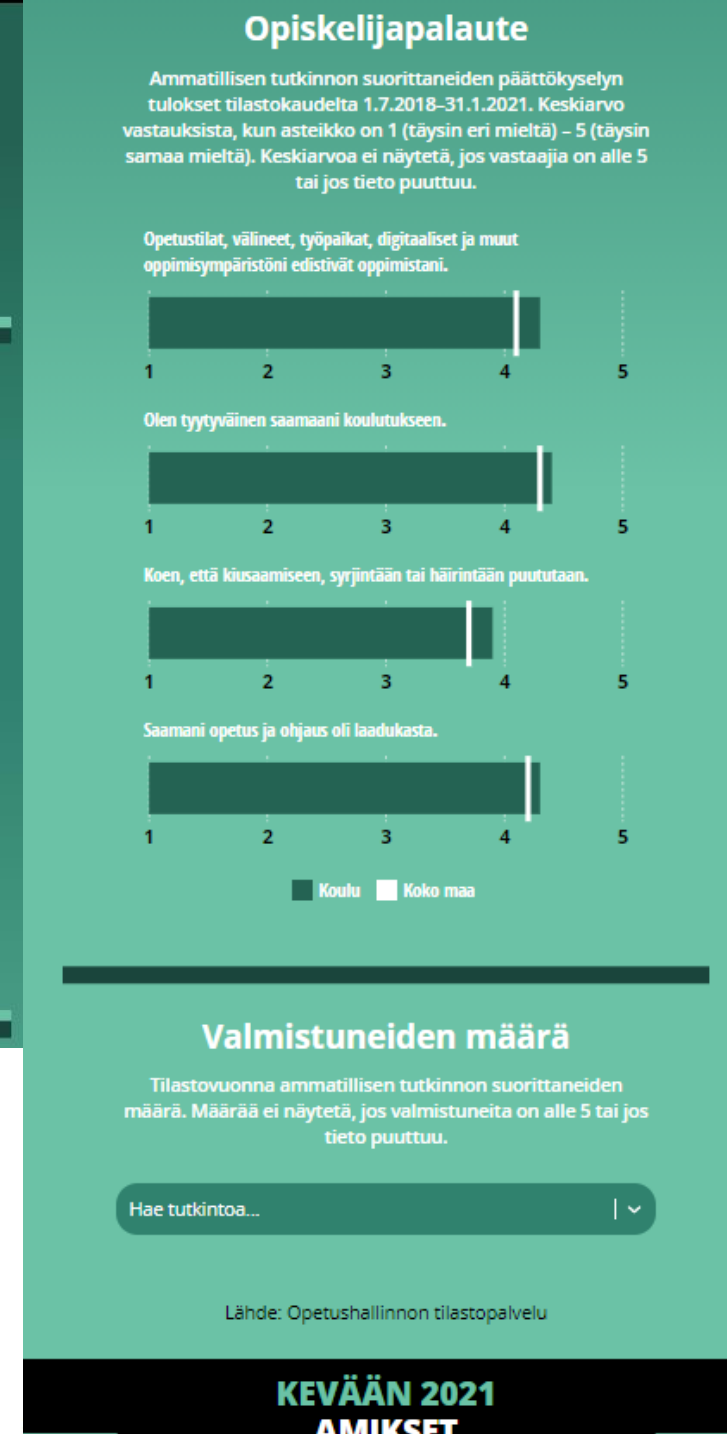 Opiskelijapalaute
Ammatillisen tutkinnon suorittaneiden päättökyselyn
tulokset tilastokaudelta 1.7.2018–31.1.2021. Keskiarvo
vastauksista, kun asteikko on 1 (täysin eri mieltä) – 5 (täysin
samaa mieltä). Keskiarvoa ei näytetä, jos vastaajia on alle 5
tai jos tieto puuttuu.
Opetustilat, välineet, työpaikat, digitaaliset ja muut
oppimisympäristöni edistivät oppimistani.
1 2 3 4 5
Olen tyytyväinen saamaani koulutukseen.
1 2 3 4 5
Koen, että kiusaamiseen, syrjintään tai häirintään puututaan.
1 2 3 4 5
Saamani opetus ja ohjaus oli laadukasta.
1 2 3 4 5
Koulu Koko maa
Valmistuneiden määrä
Tilastovuonna ammatillisen tutkinnon suorittaneiden
määrä. Määrää ei näytetä, jos valmistuneita on alle 5 tai jos
tieto puuttuu.
Hae tutkintoa...
Lähde: Opetushallinnon tilastopalvelu
KEVÄÄN 2021
AMIKSET